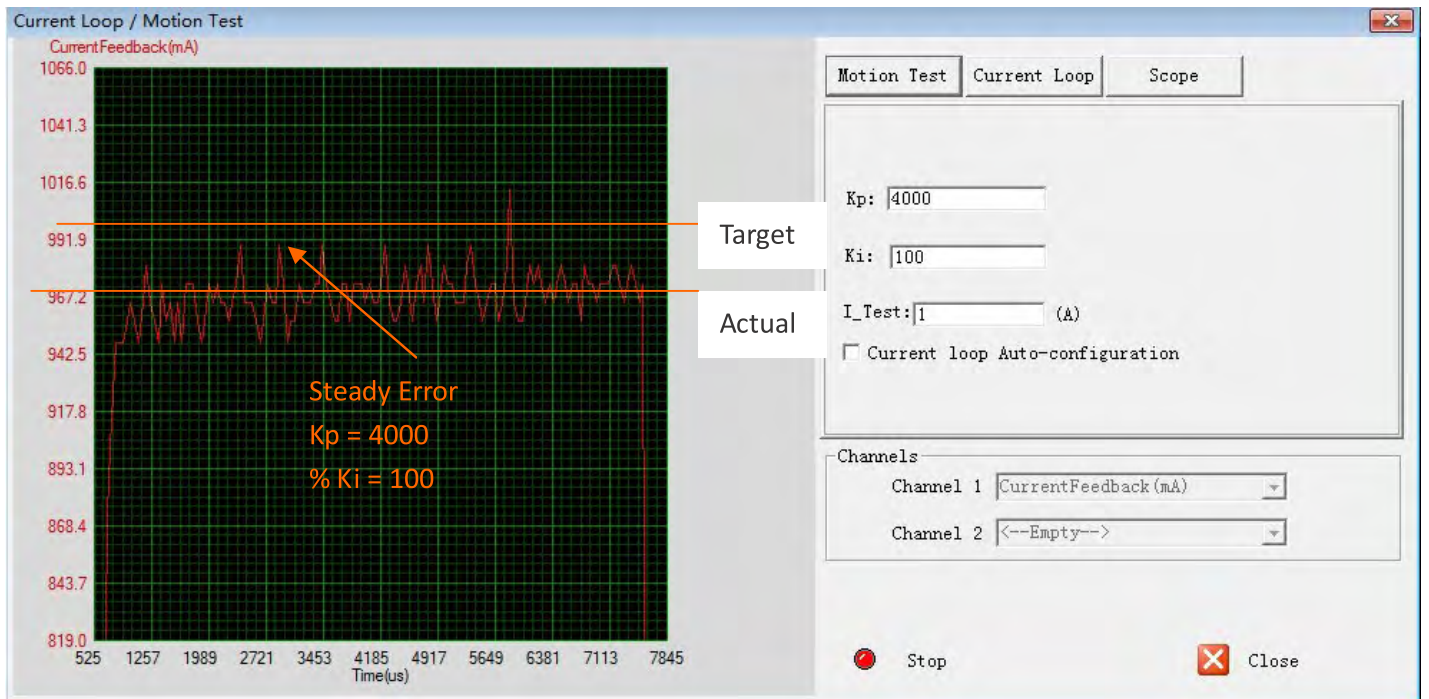 Current Loop / Motion Test
CurrentFeedback(mA)
1066.0
1041.3
1016.6
991.9
967.2
942.5
917.8
893.1
868.4
843.7
819.0
525 1257 1989 2721 3453 4185 4917 5649 6381 7113 7845
Time(us)
Target
Actual
Steady Error
Kp = 4000
% Ki = 100
Motion Test Current Loop Scope
Kp: 4000
Ki: 100
I_Test: 1 (A)
Current loop Auto-configuration
Channels
Channel 1 CurrentFeedback(mA)
Channel 2 <--Empty-->
Stop Close